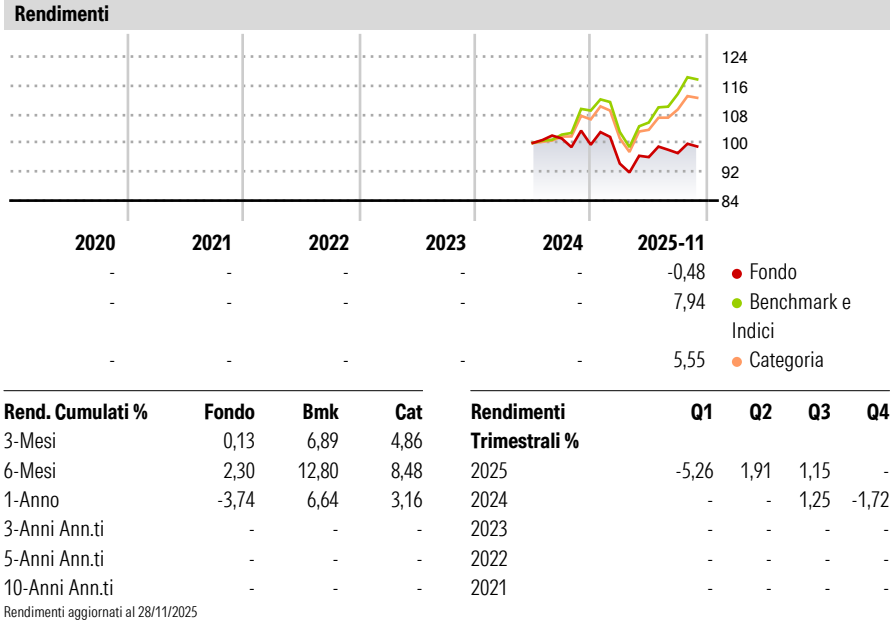 Rendimenti
124
116
108
100
92
84
2020 2021 2022 2023 2024 2025-11
- - - - - -0,48 Fondo
- - - - - 7,94 Benchmark e
Indici
- - - - - 5,55 Categoria
Rend. Cumulati % Fondo Bmk Cat
3-Mesi 0,13 6,89 4,86
6-Mesi 2,30 12,80 8,48
1-Anno -3,74 6,64 3,16
3-Anni Ann.ti - - -
5-Anni Ann.ti - - -
10-Anni Ann.ti - - -
Rendimenti Q1 Q2 Q3 Q4
Trimestrali %
2025 -5,26 1,91 1,15 -
2024 - - 1,25 -1,72
2023 - - - -
2022 - - - -
2021 - - - -
Rendimenti aggiornati al 28/11/2025